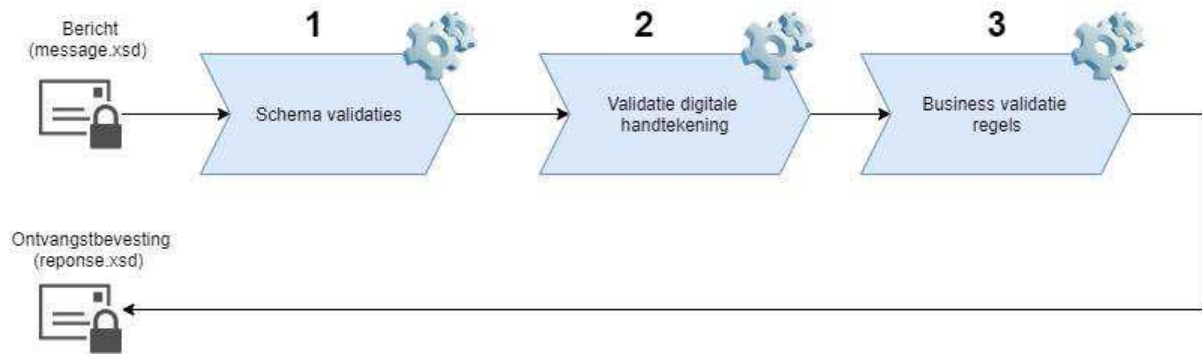 Bericht
(message.xsd)
1
Schema validaties
2
Validatie digitale
handtekening
3
Business validatie
regels
Ontvangstbevesting
(reponse.xsd)